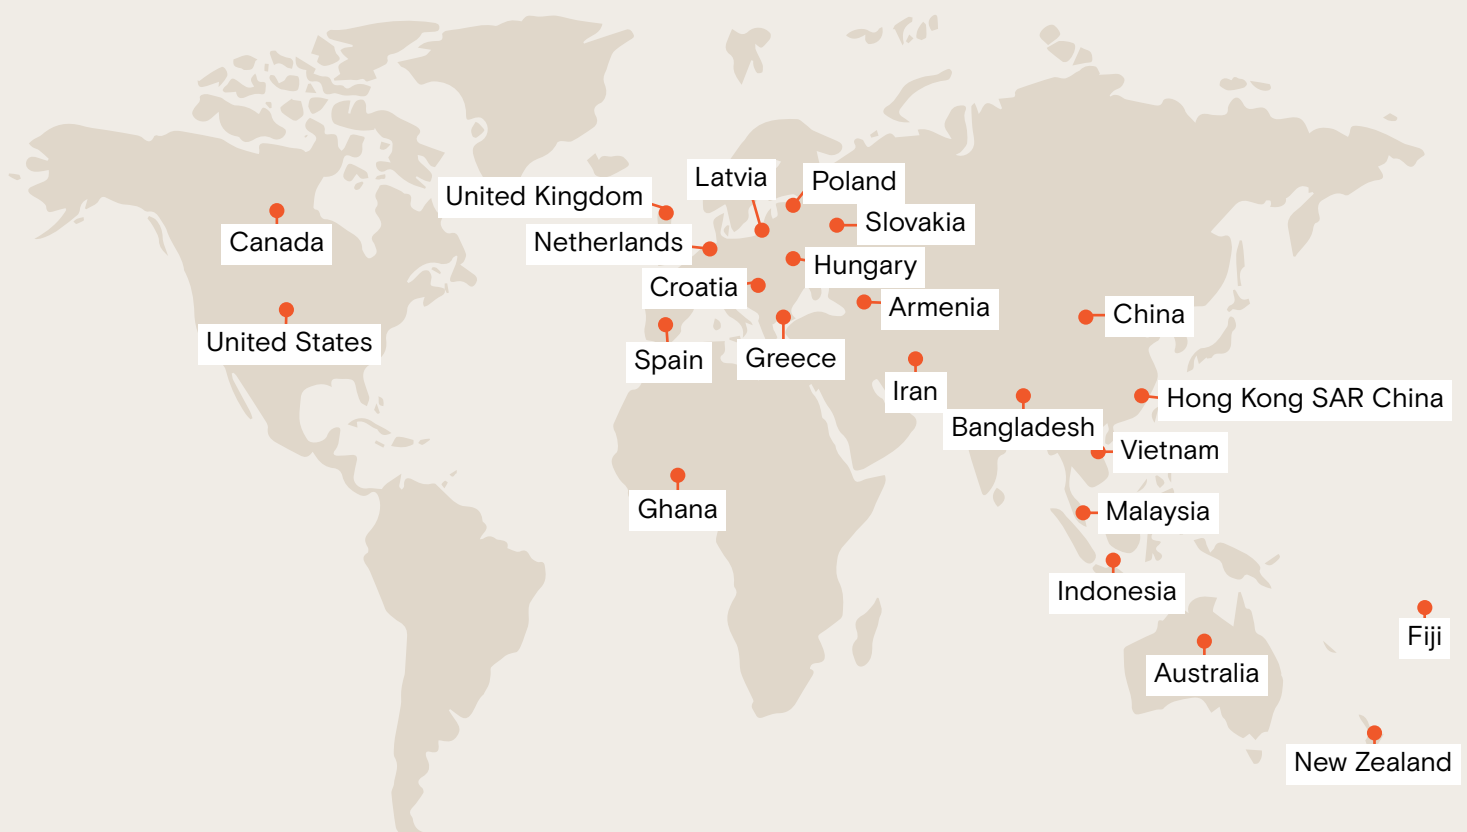 Latvia
Poland
United Kingdom
Slovakia
Canada
Netherlands
Hungary
Croatia
Armenia
China
United States
Spain
Greece
Iran
Hong Kong SAR China
Bangladesh
Vietnam
Ghana
Malaysia
Indonesia
Fiji
Australia
New Zealand